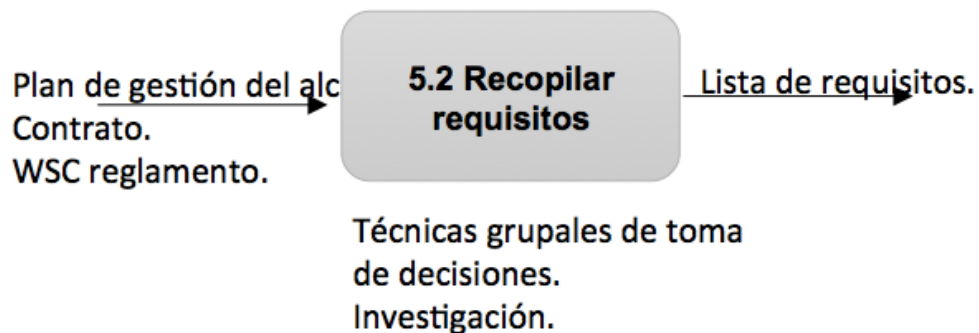 Plan de gestión del alc
Contrato.
WSC reglamento.
5.2 Recopilar
requisitos
Lista de requisitos.
Técnicas grupales de toma
de decisiones.
Investigación.